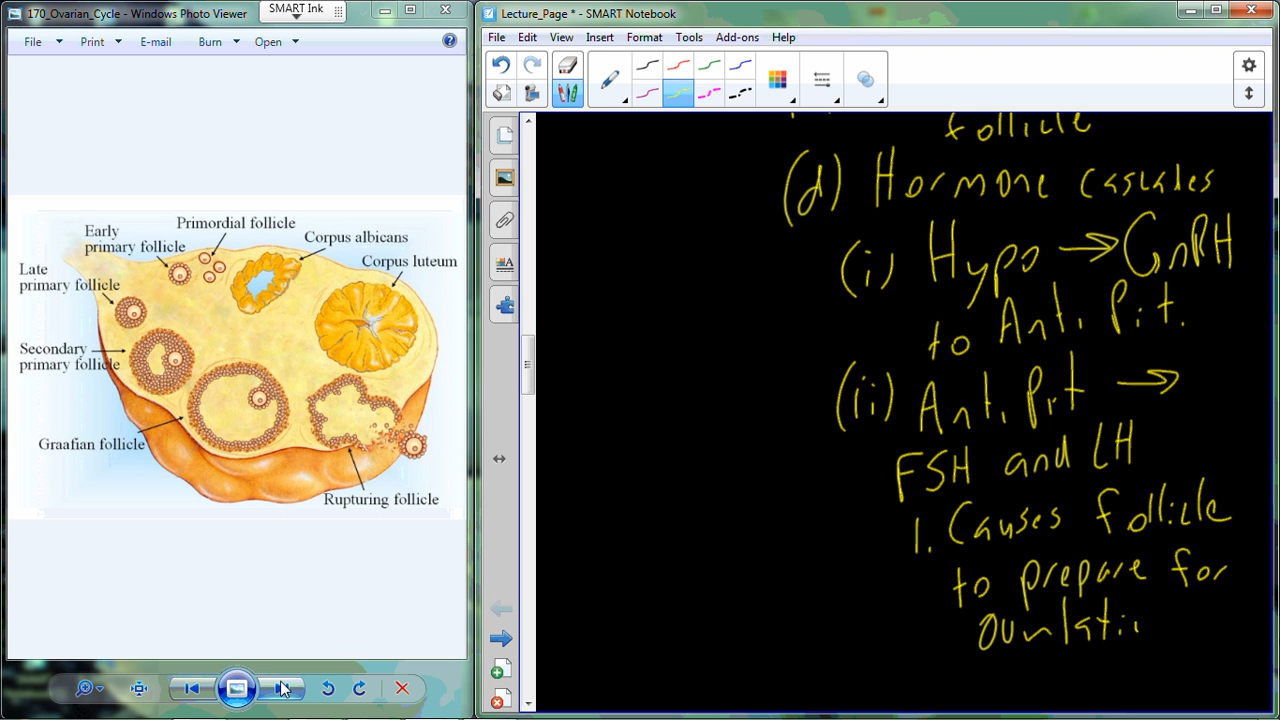 170_Ovarian_Cycle - Windows Photo Viewer
SMART Ink
File Print E-mail Burn Open
Primordial follicle
Early
primary follicle
Corpus albicans
Corpus luteum
Late
primary follicle
Secondary
primary follicle
Graafian follicle
Rupturing follicle
Lecture_Page * - SMART Notebook
File Edit View Insert Format Tools Add-ons Help
follicle
(d) Hormone cascades
(i) Hypo → GnRH
to Ant. Pit.
(ii) Ant. Pit →
FSH and LH
1. Causes follicle
to prepare for
ovulati